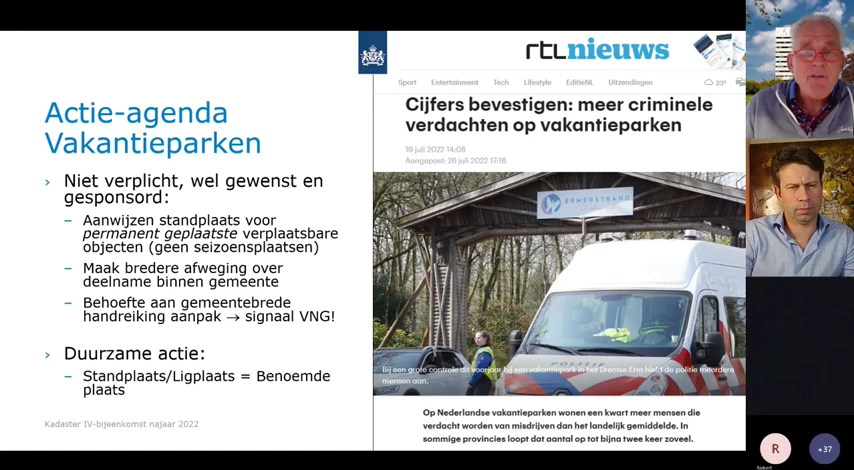 Actie-agenda
Vakantieparken
› Niet verplicht, wel gewenst en
gesponsord:
– Aanwijzen standplaats voor
permanent geplaatste verplaatsbare
objecten (geen seizoensplaatsen)
– Maak bredere afweging over
deelname binnen gemeente
– Behoefte aan gemeentebrede
handreiking aanpak → signaal VNG!
› Duurzame actie:
– Standplaats/Ligplaats = Benoemde
plaats
Kadaster IV-bijeenkomst najaar 2022
rtlnieuws
Sport Entertainment Tech Lifestyle EditieNL Uitzendingen 23°
Cijfers bevestigen: meer criminele
verdachten op vakantieparken
19 juli 2022 14:08
Aangepast: 26 juli 2022 17:16
ERMERSTRAND
POLITIE
Bij een grote controle dit voorjaar bij een vakantiepark in het Drentse Erm hield de politie meerdere
mensen aan.
Op Nederlandse vakantieparken wonen een kwart meer mensen die
verdacht worden van misdrijven dan het landelijk gemiddelde. In
sommige provincies loopt dat aantal op tot bijna twee keer zoveel.
R
+37